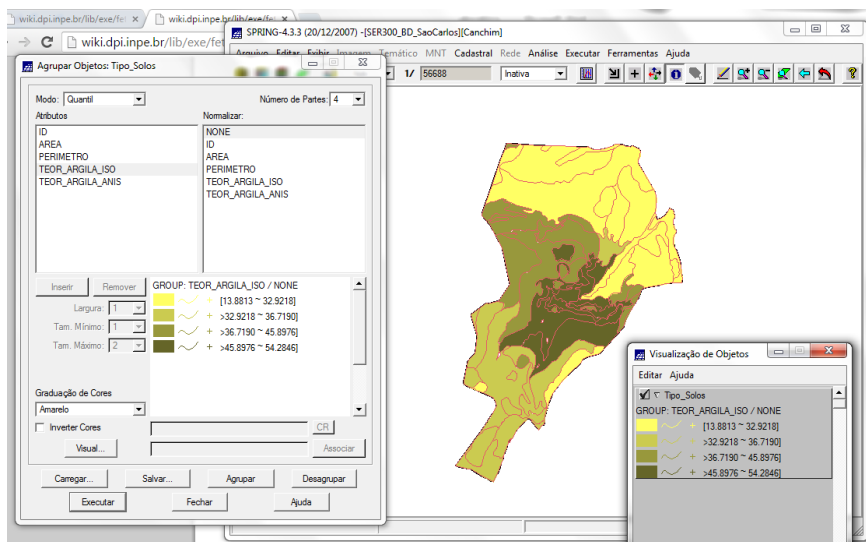 wiki.dpi.inpe.br/lib/exe/fet
wiki.dpi.inpe.br/lib/exe/fet
wiki.dpi.inpe.br/lib/exe/fet
SPRING-4.3.3 (20/12/2007) -[SER300_BD_SaoCarlos][Canchim]
Arquivo Editar Exibir Imagem Temático MNT Cadastral Rede Análise Executar Ferramentas Ajuda
1/ 56688
Inativa
Agrupar Objetos: Tipo_Solos
Modo: Quantil
Número de Partes: 4
Atributos
ID
AREA
PERIMETRO
TEOR_ARGILA_ISO
TEOR_ARGILA_ANIS
Normalizar:
NONE
ID
AREA
PERIMETRO
TEOR_ARGILA_ISO
TEOR_ARGILA_ANIS
Inserir Remover
Largura: 1
Tam. Mínimo: 1
Tam. Máximo: 2
GROUP: TEOR_ARGILA_ISO / NONE
[13.8813 ~ 32.9218]
>32.9218 ~ 36.7190]
>36.7190 ~ 45.8976]
>45.8976 ~ 54.2846]
Graduação de Cores
Amarelo
Inverter Cores
CR
Visual...
Associar
Carregar... Salvar... Agrupar Desagrupar
Executar Fechar Ajuda
Visualização de Objetos
Editar Ajuda
Tipo_Solos
GROUP: TEOR_ARGILA_ISO / NONE
[13.8813 ~ 32.9218]
>32.9218 ~ 36.7190]
>36.7190 ~ 45.8976]
>45.8976 ~ 54.2846]